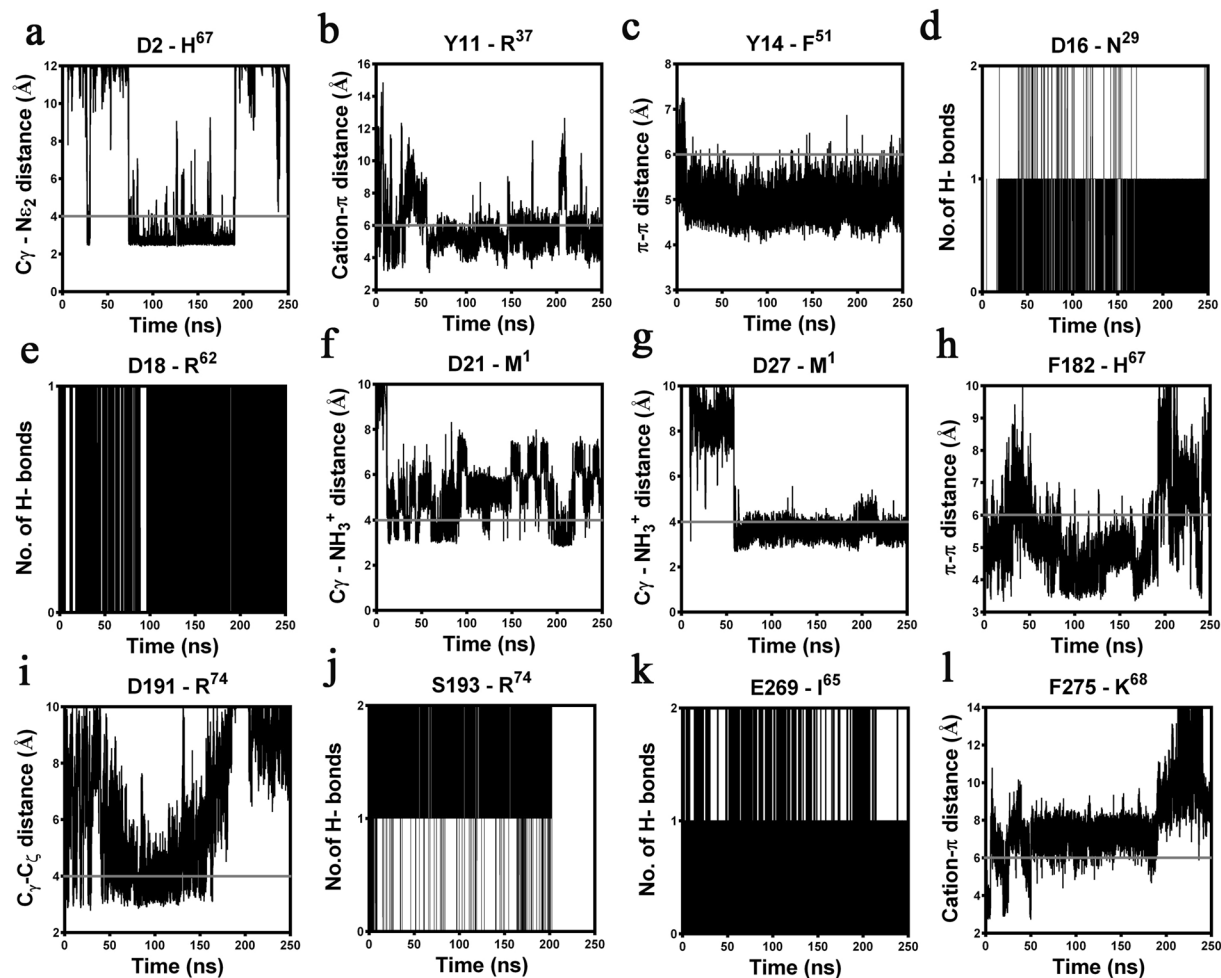 a
D2 - H⁶⁷
Cγ - Nε₂ distance (Å)
12
10
8
6
4
2
0
0 50 100 150 200 250
Time (ns)
b
Y11 - R³⁷
Cation-π distance (Å)
16
14
12
10
8
6
4
2
0 50 100 150 200 250
Time (ns)
c
Y14 - F⁵¹
π-π distance (Å)
8
7
6
5
4
3
0 50 100 150 200 250
Time (ns)
d
D16 - N²⁹
No.of H- bonds
2
1
0
0 50 100 150 200 250
Time (ns)
e
D18 - R⁶²
No. of H- bonds
1
0
0 50 100 150 200 250
Time (ns)
f
D21 - M¹
Cγ - NH₃⁺ distance (Å)
10
8
6
4
2
0
0 50 100 150 200 250
Time (ns)
g
D27 - M¹
Cγ - NH₃⁺ distance (Å)
10
8
6
4
2
0
0 50 100 150 200 250
Time (ns)
h
F182 - H⁶⁷
π-π distance (Å)
10
9
8
7
6
5
4
3
0 50 100 150 200 250
Time (ns)
i
D191 - R⁷⁴
Cγ-Cζ distance (Å)
10
8
6
4
2
0 50 100 150 200 250
Time (ns)
j
S193 - R⁷⁴
No.of H- bonds
2
1
0
0 50 100 150 200 250
Time (ns)
k
E269 - I⁶⁵
No. of H- bonds
2
1
0
0 50 100 150 200 250
Time (ns)
l
F275 - K⁶⁸
Cation-π distance (Å)
14
12
10
8
6
4
2
0 50 100 150 200 250
Time (ns)